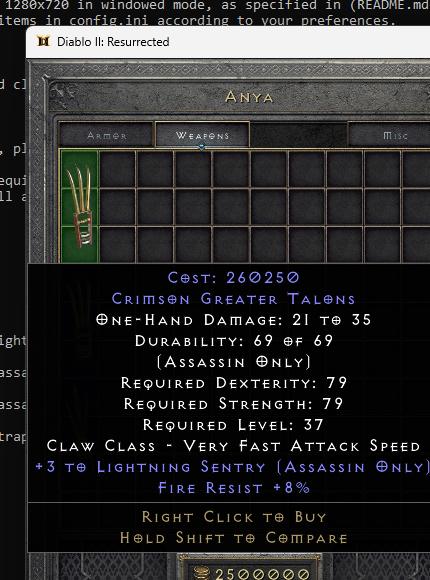 1280x720 in windowed mode, as specified in (README.md
items in config.ini according to your preferences.
Diablo II: Resurrected
Anya
Armor
Weapons
Misc
Cost: 260250
Crimson Greater Talons
One-Hand Damage: 21 to 35
Durability: 69 of 69
(Assassin Only)
Required Dexterity: 79
Required Strength: 79
Required Level: 37
Claw Class - Very Fast Attack Speed
+3 to Lightning Sentry (Assassin Only)
Fire Resist +8%
Right Click to Buy
Hold Shift to Compare
2500000